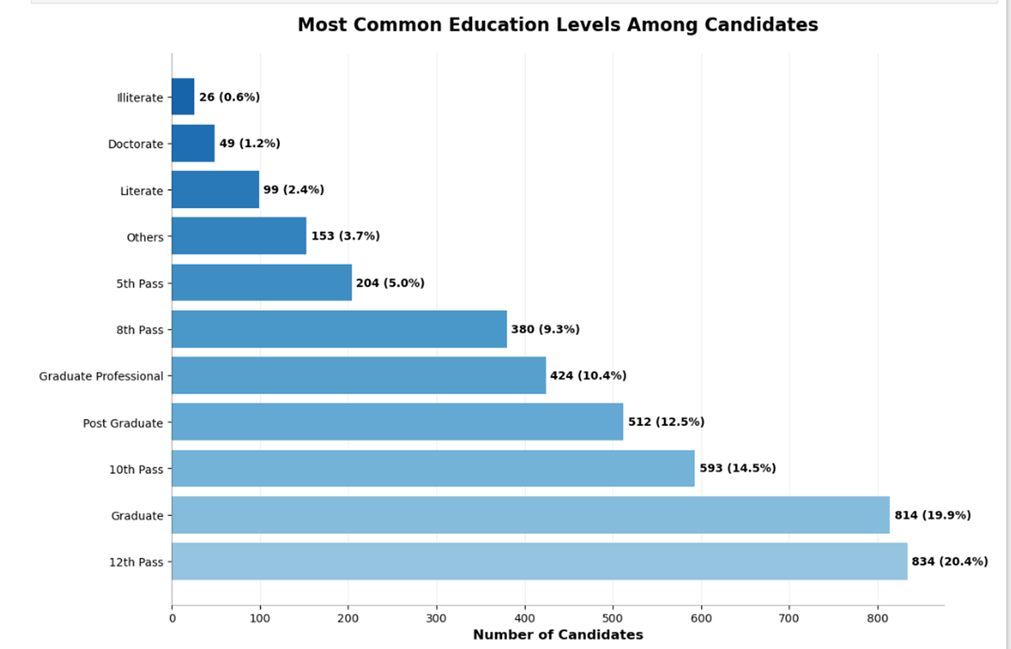 Most Common Education Levels Among Candidates
Illiterate 26 (0.6%)
Doctorate 49 (1.2%)
Literate 99 (2.4%)
Others 153 (3.7%)
5th Pass 204 (5.0%)
8th Pass 380 (9.3%)
Graduate Professional 424 (10.4%)
Post Graduate 512 (12.5%)
10th Pass 593 (14.5%)
Graduate 814 (19.9%)
12th Pass 834 (20.4%)
0 100 200 300 400 500 600 700 800
Number of Candidates